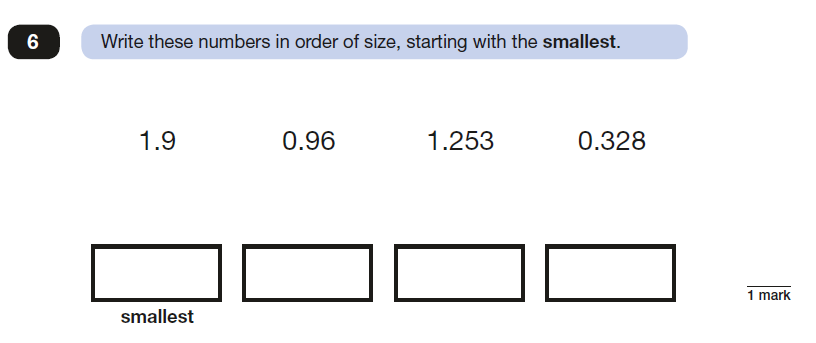 6 Write these numbers in order of size, starting with the smallest.
1.9 0.96 1.253 0.328
1 mark
smallest